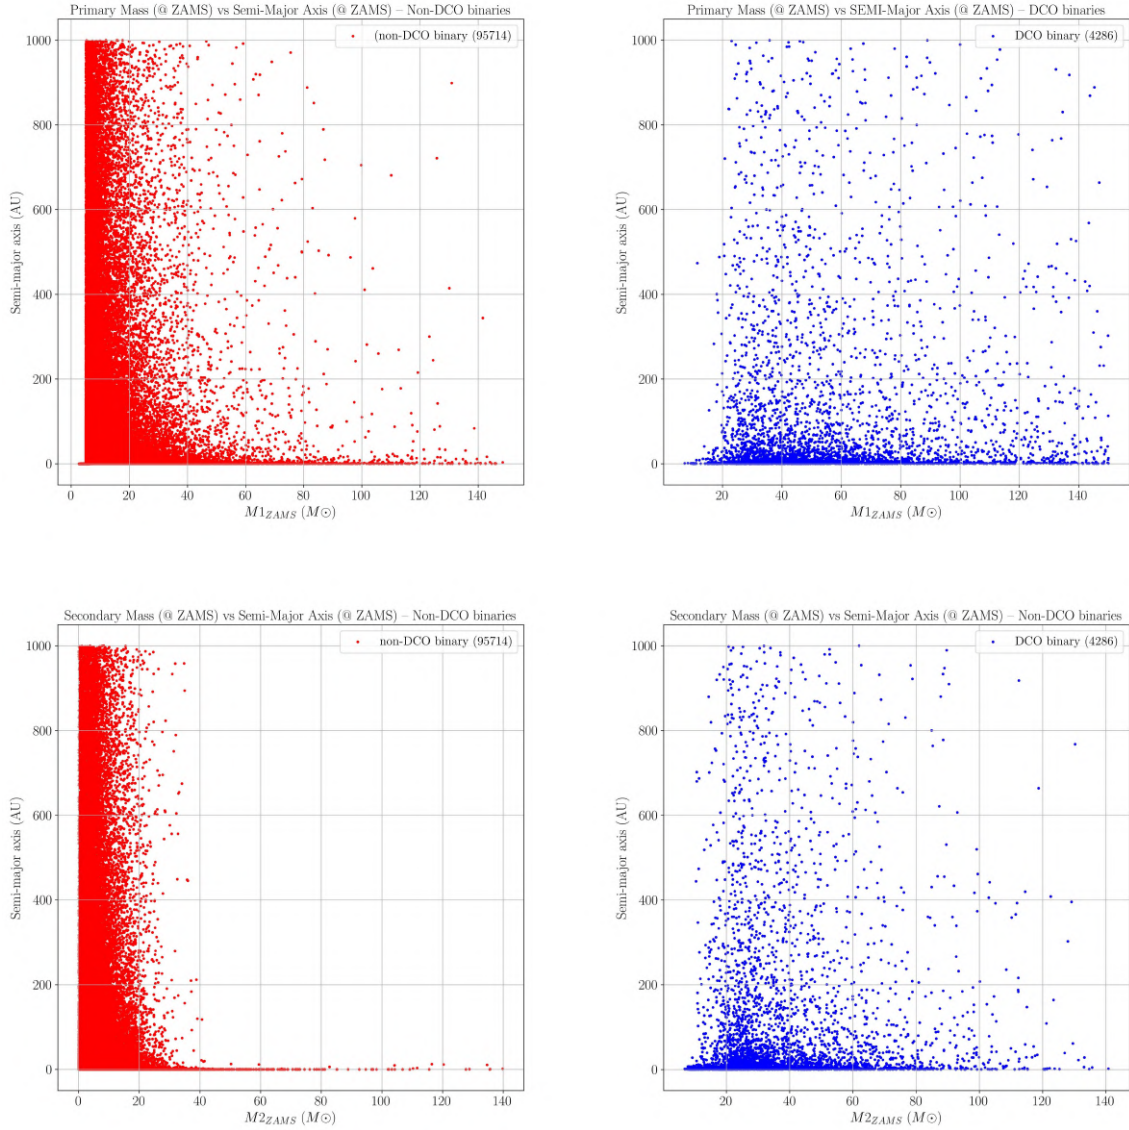 Primary Mass (@ ZAMS) vs Semi-Major Axis (@ ZAMS) – Non-DCO binaries
(non-DCO binary (95714)
1000
800
600
400
200
0
Semi-major axis (AU)
0 20 40 60 80 100 120 140
M1ZAMS (M⊙)
Primary Mass (@ ZAMS) vs SEMI-Major Axis (@ ZAMS) – DCO binaries
DCO binary (4286)
1000
800
600
400
200
0
Semi-major axis (AU)
20 40 60 80 100 120 140
M1ZAMS (M⊙)
Secondary Mass (@ ZAMS) vs Semi-Major Axis (@ ZAMS) – Non-DCO binaries
non-DCO binary (95714)
1000
800
600
400
200
0
Semi-major axis (AU)
0 20 40 60 80 100 120 140
M2ZAMS (M⊙)
Secondary Mass (@ ZAMS) vs Semi-Major Axis (@ ZAMS) – Non-DCO binaries
DCO binary (4286)
1000
800
600
400
200
0
Semi-major axis (AU)
20 40 60 80 100 120 140
M2ZAMS (M⊙)